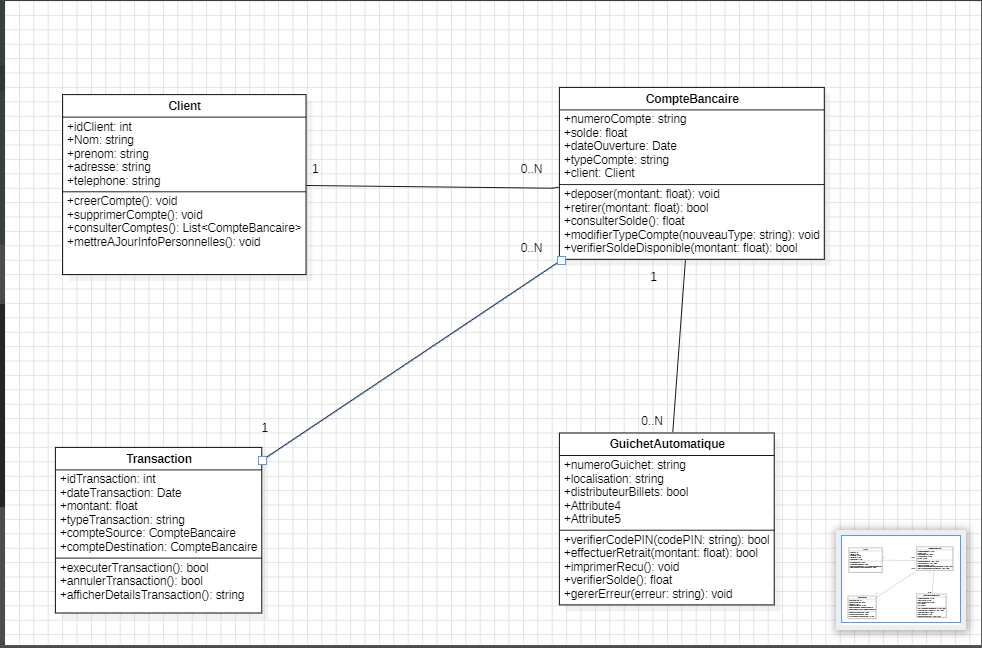 Client
+idClient: int
+Nom: string
+prenom: string
+adresse: string
+telephone: string
+creerCompte(): void
+supprimerCompte(): void
+consulterComptes(): List<CompteBancaire>
+mettreAJourInfoPersonnelles(): void
1
0..N
CompteBancaire
+numeroCompte: string
+solde: float
+dateOuverture: Date
+typeCompte: string
+client: Client
+deposer(montant: float): void
+retirer(montant: float): bool
+consulterSolde(): float
+modifierTypeCompte(nouveauType: string): void
+verifierSoldeDisponible(montant: float): bool
0..N
1
1
0..N
Transaction
+idTransaction: int
+dateTransaction: Date
+montant: float
+typeTransaction: string
+compteSource: CompteBancaire
+compteDestination: CompteBancaire
+executerTransaction(): bool
+annulerTransaction(): bool
+afficherDetailsTransaction(): string
GuichetAutomatique
+numeroGuichet: string
+localisation: string
+distributeurBillets: bool
+Attribute4
+Attribute5
+verifierCodePIN(codePIN: string): bool
+effectuerRetrait(montant: float): bool
+imprimerRecu(): void
+verifierSolde(): float
+gererErreur(erreur: string): void